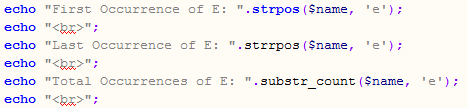 echo "First Occurrence of E: ".strpos($name, 'e');
echo "<br>";
echo "Last Occurrence of E: ".strrpos($name, 'e');
echo "<br>";
echo "Total Occurrences of E: ".substr_count($name, 'e');
echo "<br>";